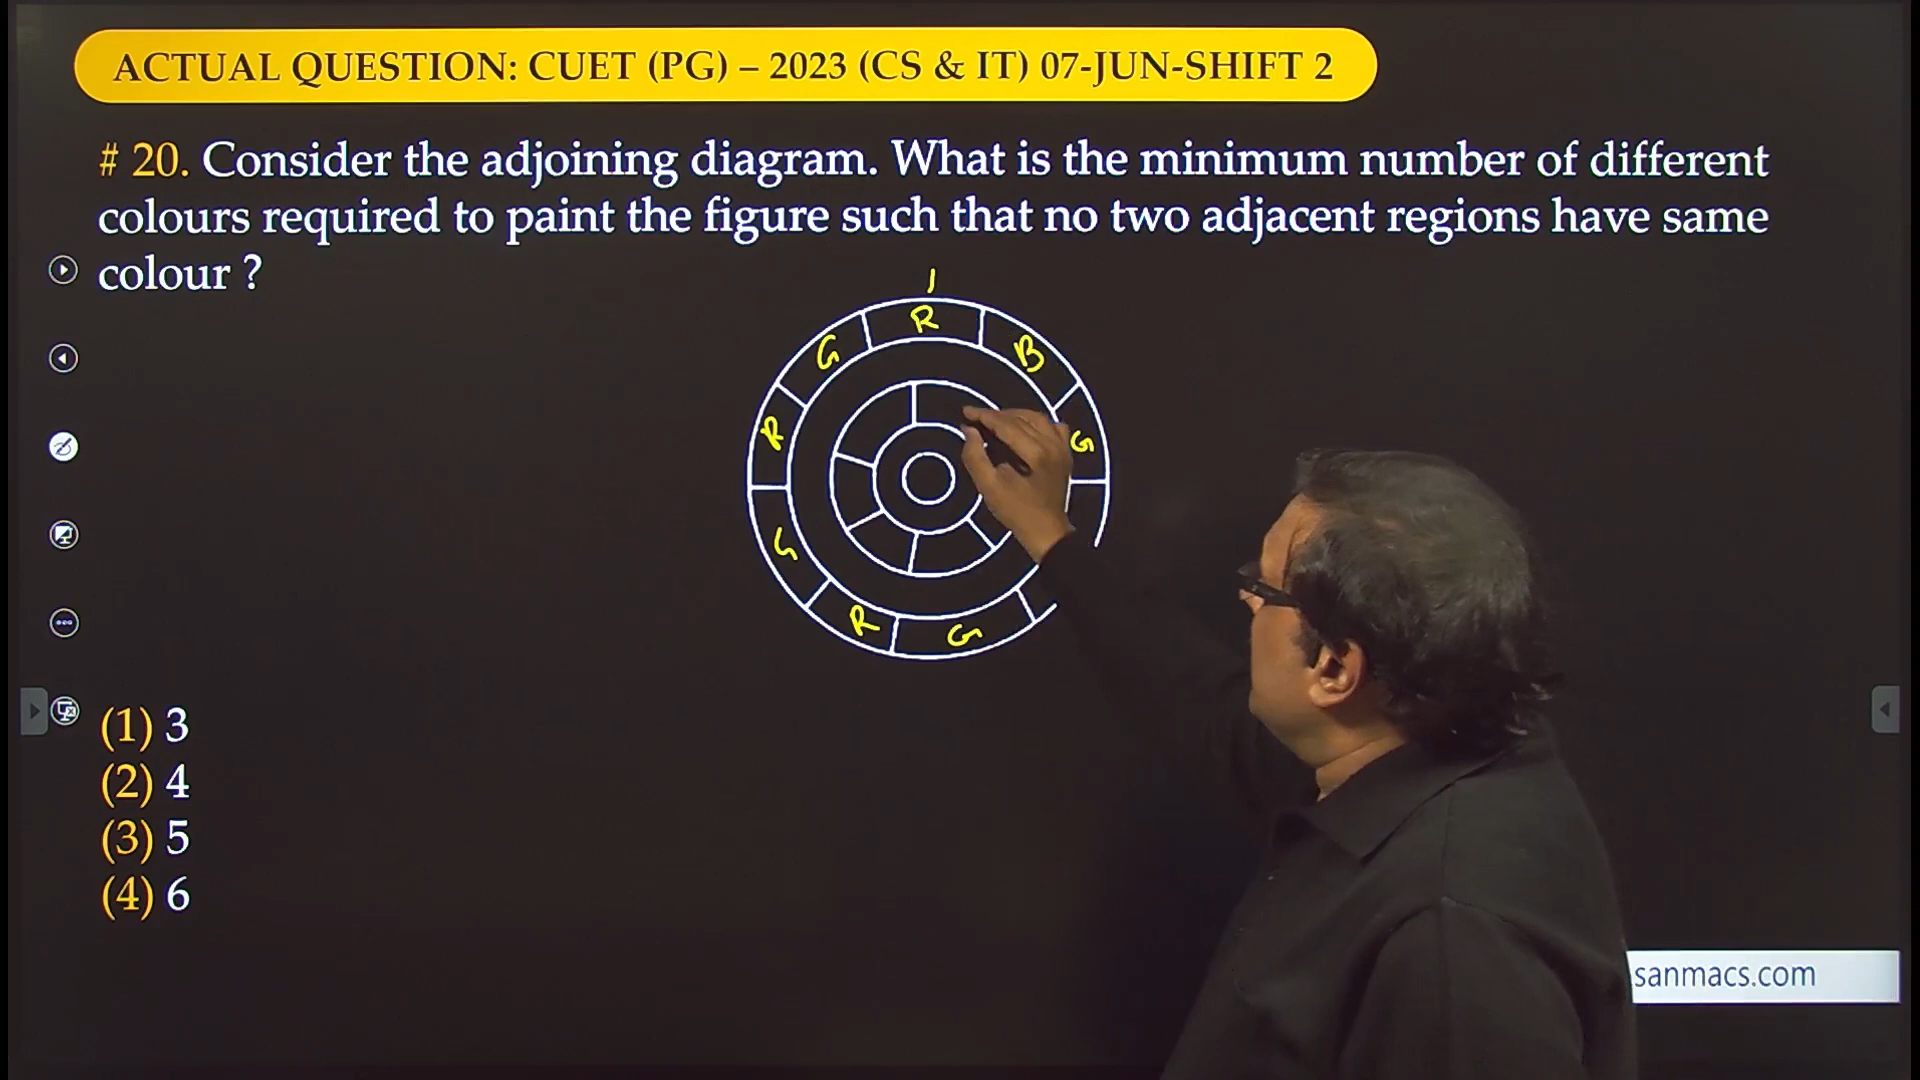 ACTUAL QUESTION: CUET (PG) – 2023 (CS & IT) 07-JUN-SHIFT 2
# 20. Consider the adjoining diagram. What is the minimum number of different
colours required to paint the figure such that no two adjacent regions have same
colour ?
1
R
G
B
R
G
G
R
G
(1) 3
(2) 4
(3) 5
(4) 6
sanmacs.com